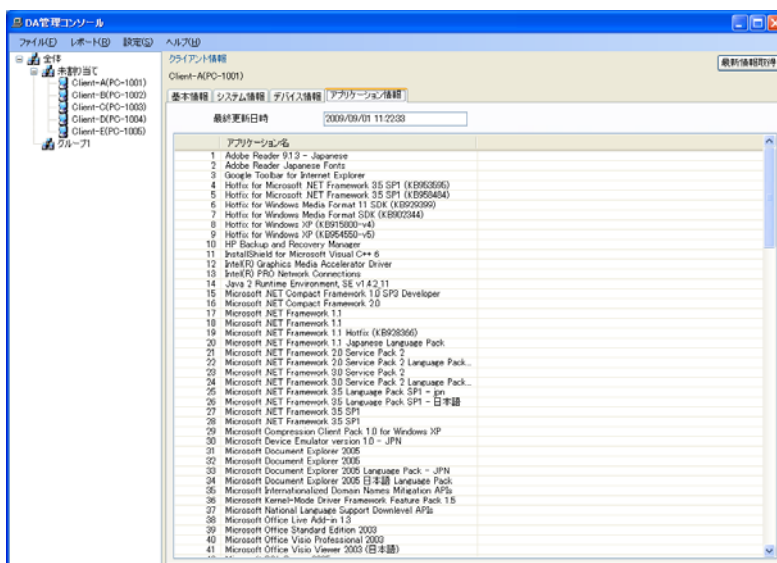 DA管理コンソール
ファイル(F) レポート(R) 設定(S) ヘルプ(H)
全体
未割り当て
Client-A(PC-1001)
Client-B(PC-1002)
Client-C(PC-1003)
Client-D(PC-1004)
Client-E(PC-1005)
グループ1
クライアント情報
最新情報取得
Client-A(PC-1001)
基本情報 システム情報 デバイス情報 アプリケーション情報
最終更新日時 2009/09/01 11:22:33
アプリケーション名
1 Adobe Reader 9.1.3 - Japanese
2 Adobe Reader Japanese Fonts
3 Google Toolbar for Internet Explorer
4 Hotfix for Microsoft .NET Framework 3.5 SP1 (KB953595)
5 Hotfix for Microsoft .NET Framework 3.5 SP1 (KB958484)
6 Hotfix for Windows Media Format 11 SDK (KB929399)
7 Hotfix for Windows Media Format SDK (KB902344)
8 Hotfix for Windows XP (KB915800-v4)
9 Hotfix for Windows XP (KB954550-v5)
10 HP Backup and Recovery Manager
11 InstallShield for Microsoft Visual C++ 6
12 Intel(R) Graphics Media Accelerator Driver
13 Intel(R) PRO Network Connections
14 Java 2 Runtime Environment, SE v1.4.2_11
15 Microsoft .NET Compact Framework 1.0 SP3 Developer
16 Microsoft .NET Compact Framework 2.0
17 Microsoft .NET Framework 1.1
18 Microsoft .NET Framework 1.1
19 Microsoft .NET Framework 1.1 Hotfix (KB928366)
20 Microsoft .NET Framework 1.1 Japanese Language Pack
21 Microsoft .NET Framework 2.0 Service Pack 2
22 Microsoft .NET Framework 2.0 Service Pack 2 Language Pack...
23 Microsoft .NET Framework 3.0 Service Pack 2
24 Microsoft .NET Framework 3.0 Service Pack 2 Language Pack...
25 Microsoft .NET Framework 3.5 Language Pack SP1 - jpn
26 Microsoft .NET Framework 3.5 Language Pack SP1 - 日本語
27 Microsoft .NET Framework 3.5 SP1
28 Microsoft .NET Framework 3.5 SP1
29 Microsoft Compression Client Pack 1.0 for Windows XP
30 Microsoft Device Emulator version 1.0 - JPN
31 Microsoft Document Explorer 2005
32 Microsoft Document Explorer 2005
33 Microsoft Document Explorer 2005 Language Pack - JPN
34 Microsoft Document Explorer 2005 日本語 Language Pack
35 Microsoft Internationalized Domain Names Mitigation APIs
36 Microsoft Kernel-Mode Driver Framework Feature Pack 1.5
37 Microsoft National Language Support Downlevel APIs
38 Microsoft Office Live Add-in 1.3
39 Microsoft Office Standard Edition 2003
40 Microsoft Office Visio Professional 2003
41 Microsoft Office Visio Viewer 2003 (日本語)